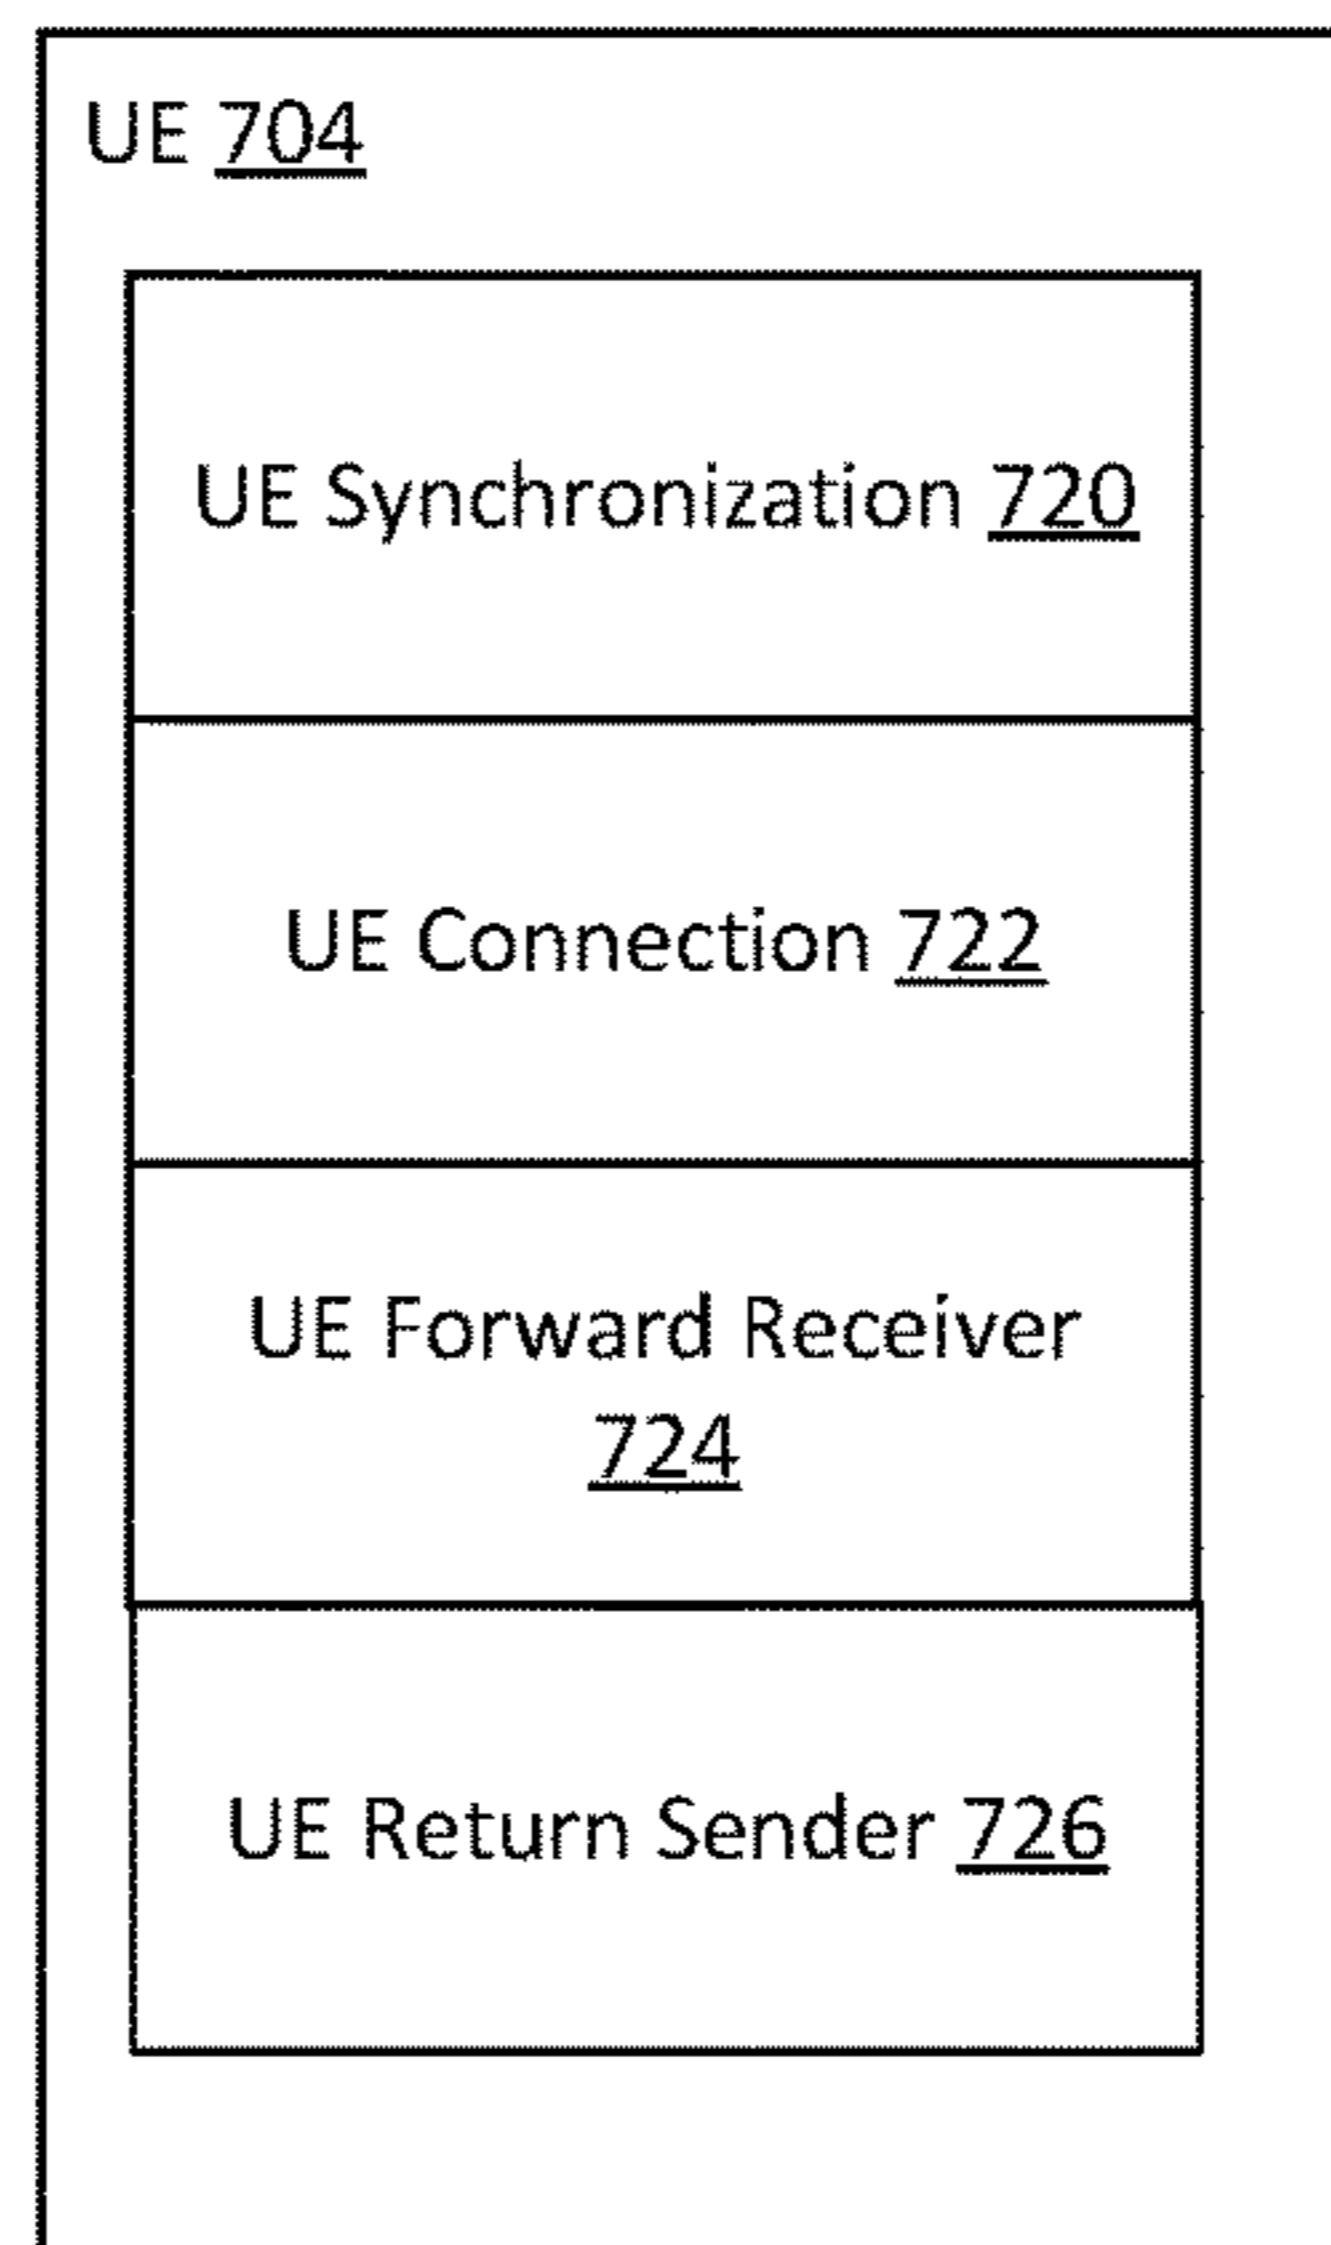 UE 704
UE Synchronization 720
UE Connection 722
UE Forward Receiver
724
UE Return Sender 726